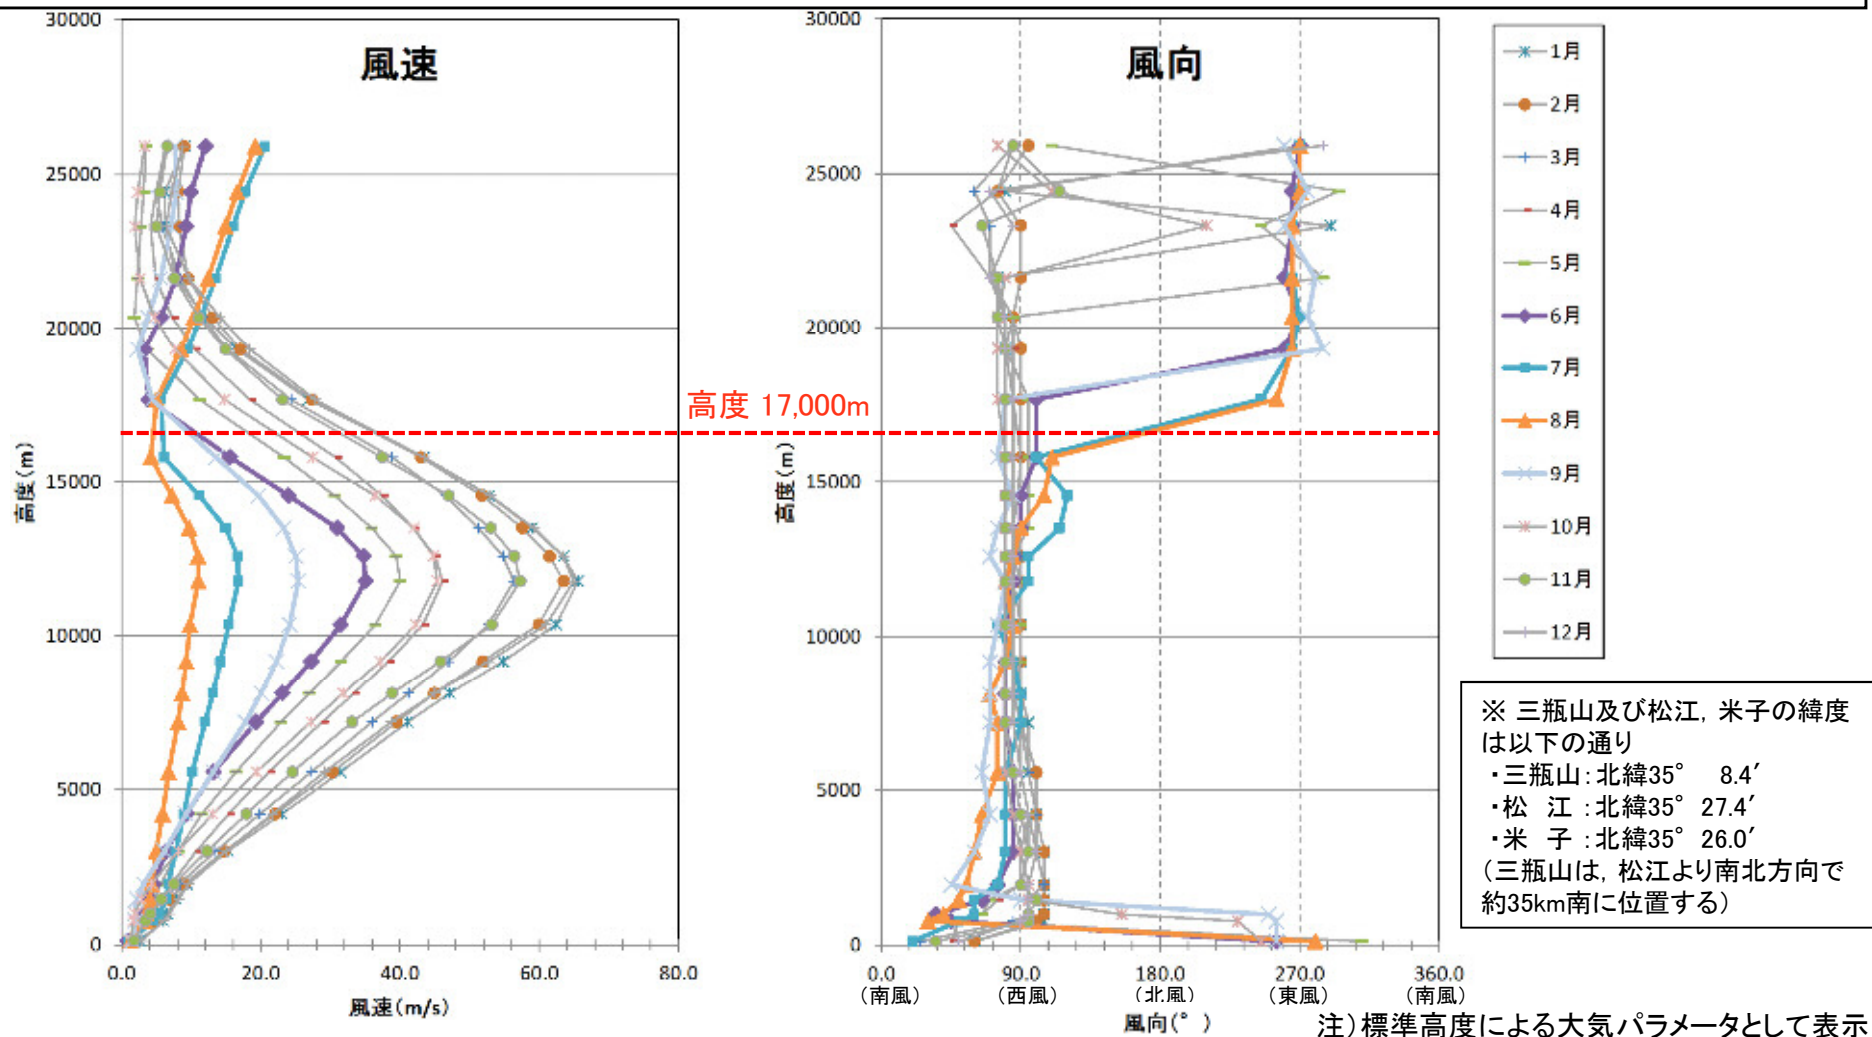 風速
30000
25000
20000
15000
10000
5000
0
高度(m)
0.0
20.0
40.0
60.0
80.0
風速(m/s)
高度 17,000m
風向
30000
25000
20000
15000
10000
5000
0
高度(m)
0.0
90.0
180.0
270.0
360.0
(南風)
(西風)
(北風)
(東風)
(南風)
風向(°)
1月
2月
3月
4月
5月
6月
7月
8月
9月
10月
11月
12月
※ 三瓶山及び松江, 米子の緯度
は以下の通り
・三瓶山:北緯35° 8.4′
・松 江:北緯35° 27.4′
・米 子:北緯35° 26.0′
(三瓶山は, 松江より南北方向で
約35km南に位置する)
注)標準高度による大気パラメータとして表示